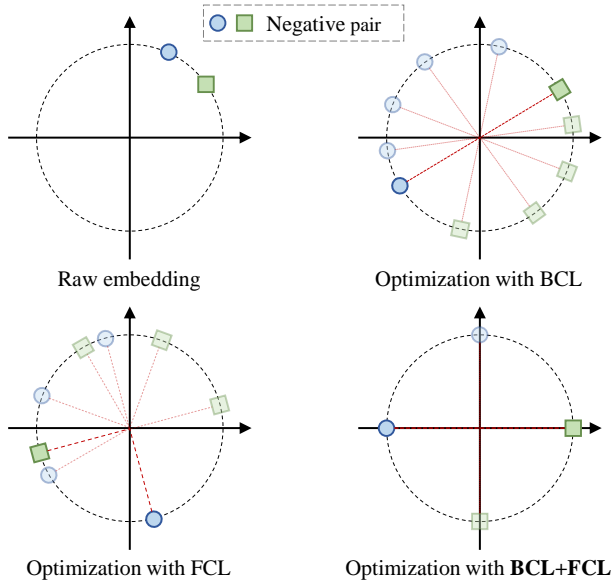 Negative pair
Raw embedding
Optimization with BCL
Optimization with FCL
Optimization with BCL+FCL